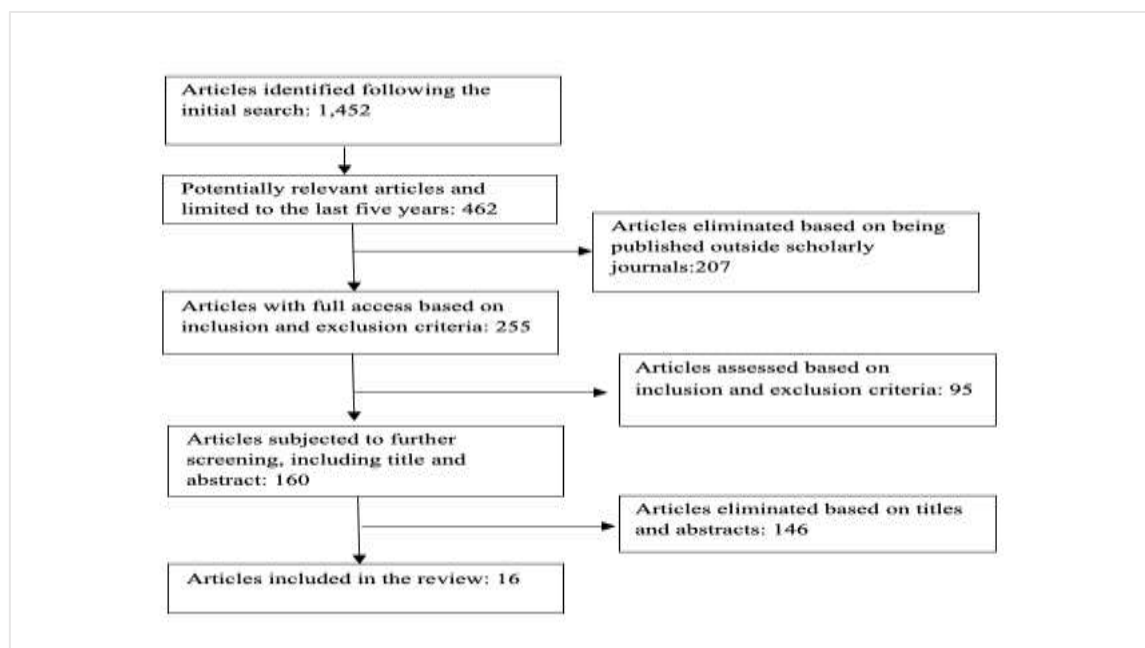 Articles identified following the
initial search: 1,452
Potentially relevant articles and
limited to the last five years: 462
Articles eliminated based on being
published outside scholarly
journals:207
Articles with full access based on
inclusion and exclusion criteria: 255
Articles assessed based on
inclusion and exclusion criteria: 95
Articles subjected to further
screening, including title and
abstract: 160
Articles eliminated based on titles
and abstracts: 146
Articles included in the review: 16